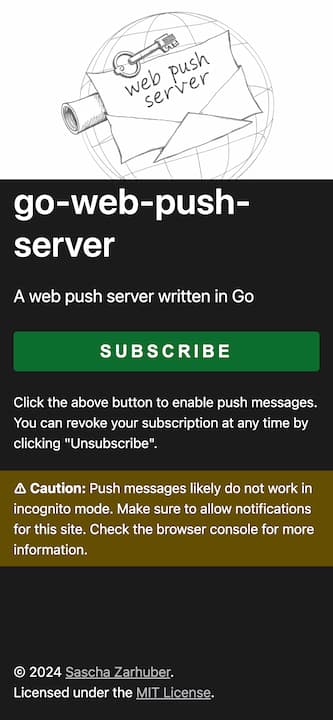 web push
server
go-web-push-
server
A web push server written in Go
SUBSCRIBE
Click the above button to enable push messages.
You can revoke your subscription at any time by
clicking "Unsubscribe".
⚠ Caution: Push messages likely do not work in
incognito mode. Make sure to allow notifications
for this site. Check the browser console for more
information.
© 2024 Sascha Zarhuber.
Licensed under the MIT License.